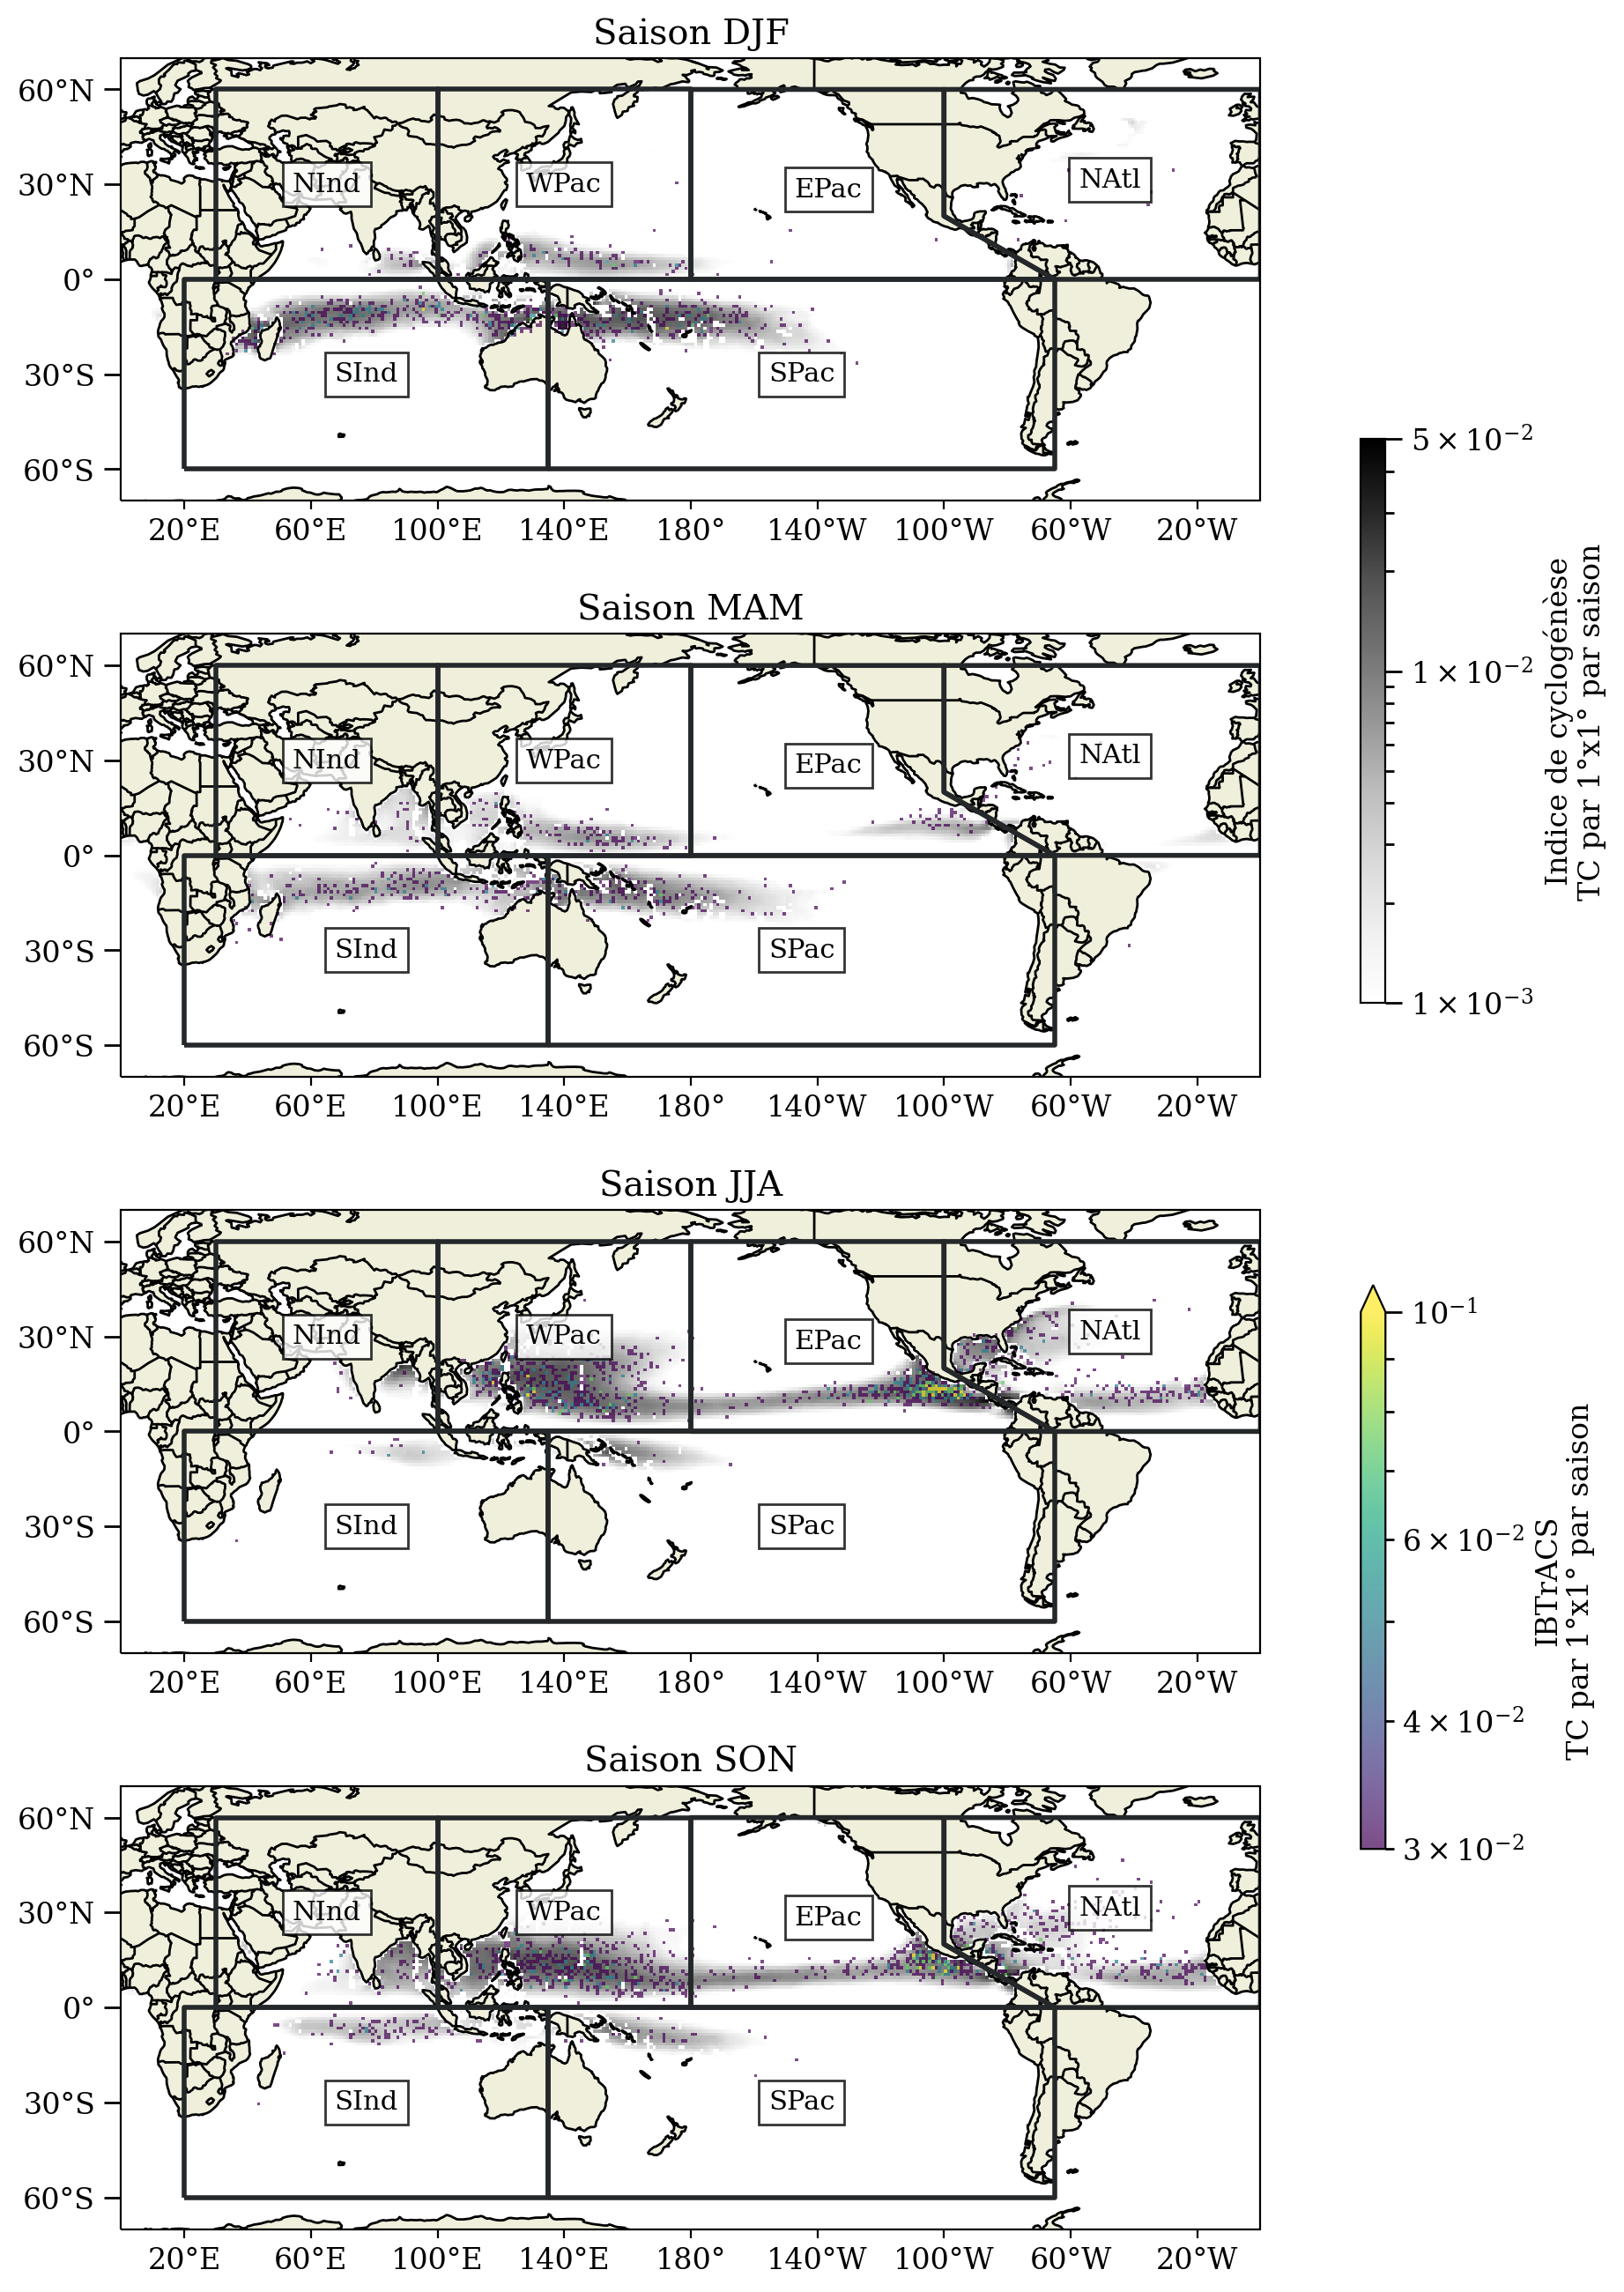 Saison DJF
60°N
30°N
0°
30°S
60°S
NInd
WPac
EPac
NAtl
SInd
SPac
20°E 60°E 100°E 140°E 180° 140°W 100°W 60°W 20°W
Saison MAM
60°N
30°N
0°
30°S
60°S
NInd
WPac
EPac
NAtl
SInd
SPac
20°E 60°E 100°E 140°E 180° 140°W 100°W 60°W 20°W
Saison JJA
60°N
30°N
0°
30°S
60°S
NInd
WPac
EPac
NAtl
SInd
SPac
20°E 60°E 100°E 140°E 180° 140°W 100°W 60°W 20°W
Saison SON
60°N
30°N
0°
30°S
60°S
NInd
WPac
EPac
NAtl
SInd
SPac
20°E 60°E 100°E 140°E 180° 140°W 100°W 60°W 20°W
5 × 10⁻²
1 × 10⁻²
1 × 10⁻³
Indice de cyclogénèse
TC par 1°x1° par saison
10⁻¹
6 × 10⁻²
4 × 10⁻²
3 × 10⁻²
IBTrACS
TC par 1°x1° par saison